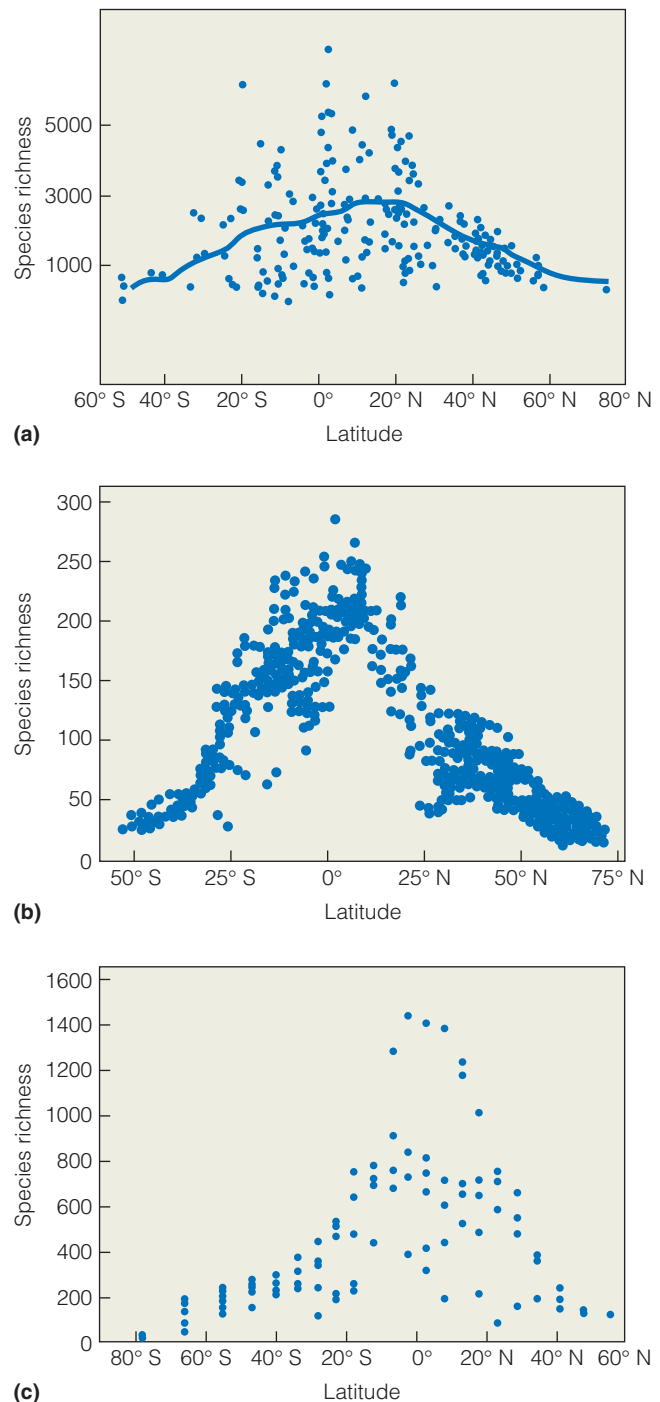 Species richness
5000
3000
1000
60° S 40° S 20° S 0° 20° N 40° N 60° N 80° N
(a)
Latitude
Species richness
300
250
200
150
100
50
0
50° S 25° S 0° 25° N 50° N 75° N
(b)
Latitude
Species richness
1600
1400
1200
1000
800
600
400
200
0
80° S 60° S 40° S 20° S 0° 20° N 40° N 60° N
(c)
Latitude